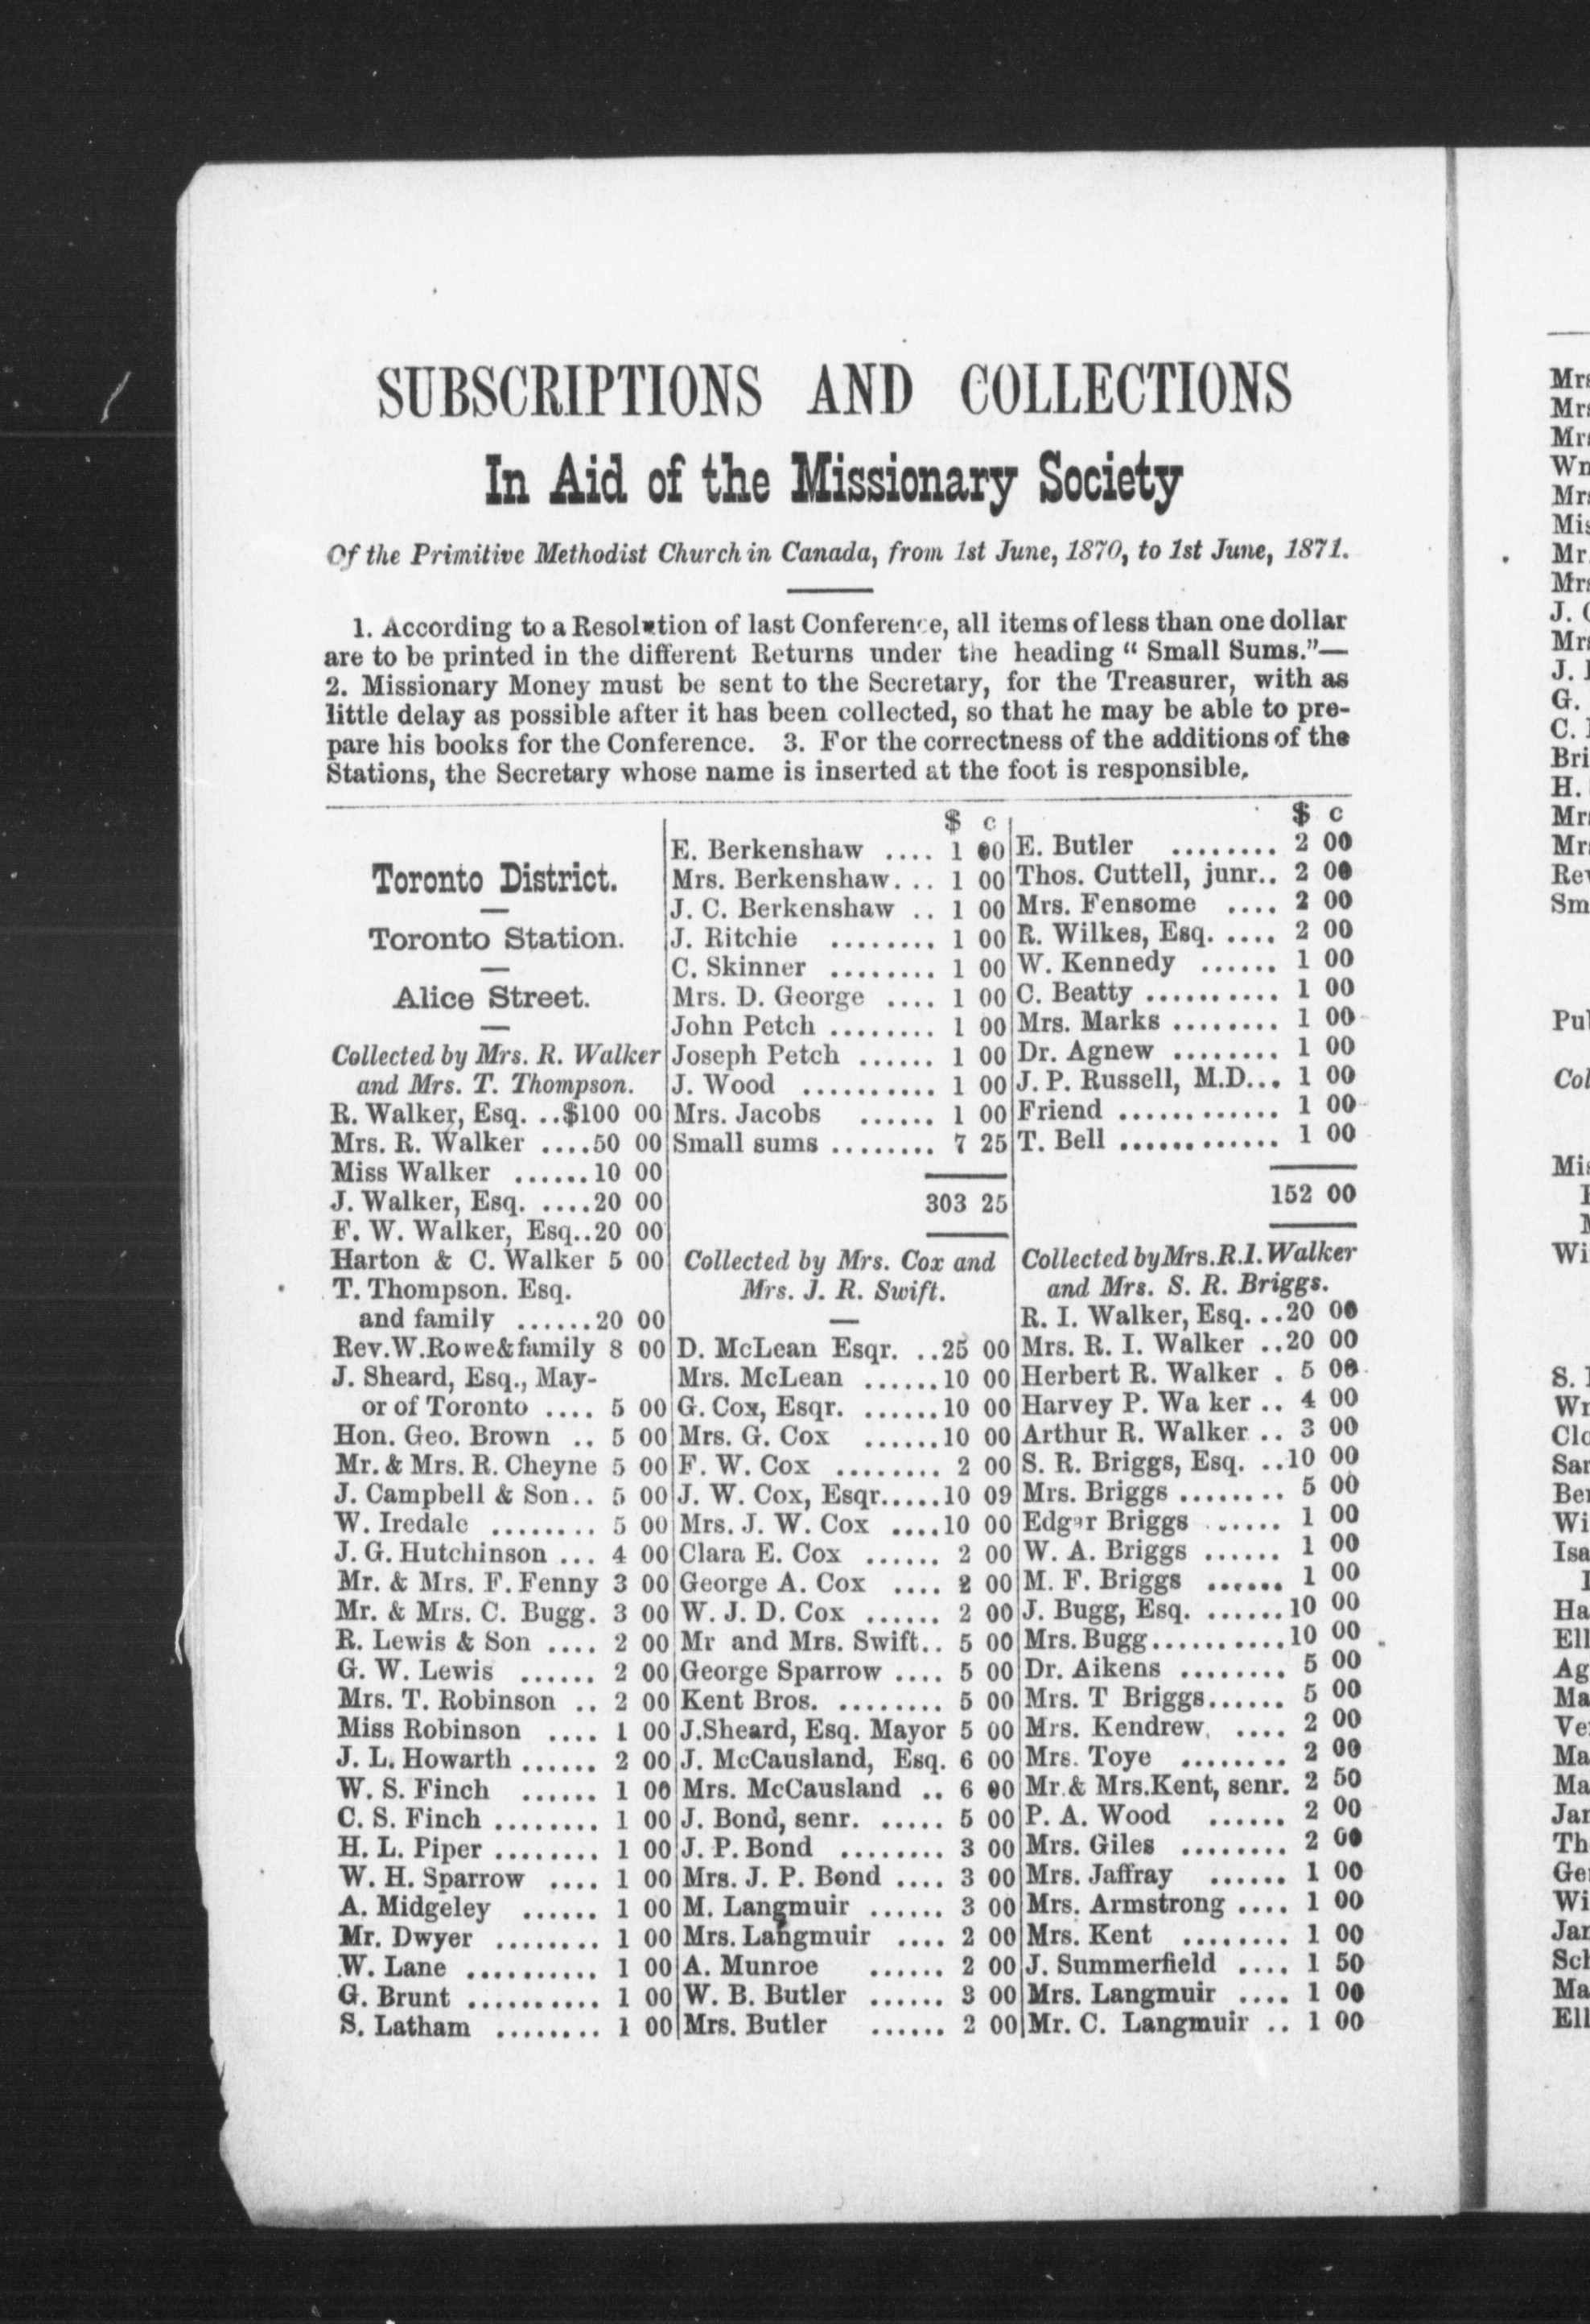 SUBSCRIPTIONS AND COLLECTIONS
In Aid of the Missionary Society
Of the Primitive Methodist Church in Canada, from 1st June, 1870, to 1st June, 1871.
1. According to a Resolution of last Conference, all items of less than one dollar
are to be printed in the different Returns under the heading “ Small Sums.”—
2. Missionary Money must be sent to the Secretary, for the Treasurer, with as
little delay as possible after it has been collected, so that he may be able to pre-
pare his books for the Conference. 3. For the correctness of the additions of the
Stations, the Secretary whose name is inserted at the foot is responsible.
Toronto District.
Toronto Station.
Alice Street.
Collected by Mrs. R. Walker
and Mrs. T. Thompson.
R. Walker, Esq. ..$100 00
Mrs. R. Walker ....50 00
Miss Walker ......10 00
J. Walker, Esq. ....20 00
F. W. Walker, Esq..20 00
Harton & C. Walker 5 00
T. Thompson. Esq.
and family ......20 00
Rev.W.Rowe&family 8 00
J. Sheard, Esq., May-
or of Toronto .... 5 00
Hon. Geo. Brown .. 5 00
Mr. & Mrs. R. Cheyne 5 00
J. Campbell & Son.. 5 00
W. Iredale ........ 5 00
J. G. Hutchinson ... 4 00
Mr. & Mrs. F. Fenny 3 00
Mr. & Mrs. C. Bugg. 3 00
R. Lewis & Son .... 2 00
G. W. Lewis ...... 2 00
Mrs. T. Robinson .. 2 00
Miss Robinson .... 1 00
J. L. Howarth ...... 2 00
W. S. Finch ...... 1 00
C. S. Finch ........ 1 00
H. L. Piper ........ 1 00
W. H. Sparrow .... 1 00
A. Midgeley ...... 1 00
Mr. Dwyer ........ 1 00
W. Lane .......... 1 00
G. Brunt .......... 1 00
S. Latham ........ 1 00
$ c
E. Berkenshaw .... 1 00
Mrs. Berkenshaw... 1 00
J. C. Berkenshaw .. 1 00
J. Ritchie ........ 1 00
C. Skinner ........ 1 00
Mrs. D. George .... 1 00
John Petch ........ 1 00
Joseph Petch ...... 1 00
J. Wood .......... 1 00
Mrs. Jacobs ...... 1 00
Small sums ........ 7 25
303 25
Collected by Mrs. Cox and
Mrs. J. R. Swift.
D. McLean Esqr. ..25 00
Mrs. McLean ......10 00
G. Cox, Esqr. ......10 00
Mrs. G. Cox ......10 00
F. W. Cox ........ 2 00
J. W. Cox, Esqr.....10 09
Mrs. J. W. Cox ....10 00
Clara E. Cox ...... 2 00
George A. Cox .... 2 00
W. J. D. Cox ...... 2 00
Mr and Mrs. Swift.. 5 00
George Sparrow .... 5 00
Kent Bros. ........ 5 00
J.Sheard, Esq. Mayor 5 00
J. McCausland, Esq. 6 00
Mrs. McCausland .. 6 00
J. Bond, senr. ..... 5 00
J. P. Bond ........ 3 00
Mrs. J. P. Bond .... 3 00
M. Langmuir ...... 3 00
Mrs. Langmuir .... 2 00
A. Munroe ...... 2 00
W. B. Butler ...... 3 00
Mrs. Butler ...... 2 00
$ c
E. Butler ........ 2 00
Thos. Cuttell, junr.. 2 00
Mrs. Fensome .... 2 00
R. Wilkes, Esq. .... 2 00
W. Kennedy ...... 1 00
C. Beatty .......... 1 00
Mrs. Marks ........ 1 00
Dr. Agnew ........ 1 00
J. P. Russell, M.D... 1 00
Friend ............ 1 00
T. Bell ............ 1 00
152 00
Collected by Mrs.R.I. Walker
and Mrs. S. R. Briggs.
R. I. Walker, Esq. ..20 00
Mrs. R. I. Walker ..20 00
Herbert R. Walker . 5 00
Harvey P. Wa ker .. 4 00
Arthur R. Walker .. 3 00
S. R. Briggs, Esq. ..10 00
Mrs. Briggs ........ 5 00
Edgar Briggs ...... 1 00
W. A. Briggs ...... 1 00
M. F. Briggs ...... 1 00
J. Bugg, Esq. ......10 00
Mrs. Bugg..........10 00
Dr. Aikens ........ 5 00
Mrs. T Briggs...... 5 00
Mrs. Kendrew. .... 2 00
Mrs. Toye ........ 2 00
Mr. & Mrs.Kent, senr. 2 50
P. A. Wood ...... 2 00
Mrs. Giles ........ 2 00
Mrs. Jaffray ...... 1 00
Mrs. Armstrong .... 1 00
Mrs. Kent ........ 1 00
J. Summerfield .... 1 50
Mrs. Langmuir .... 1 00
Mr. C. Langmuir .. 1 00